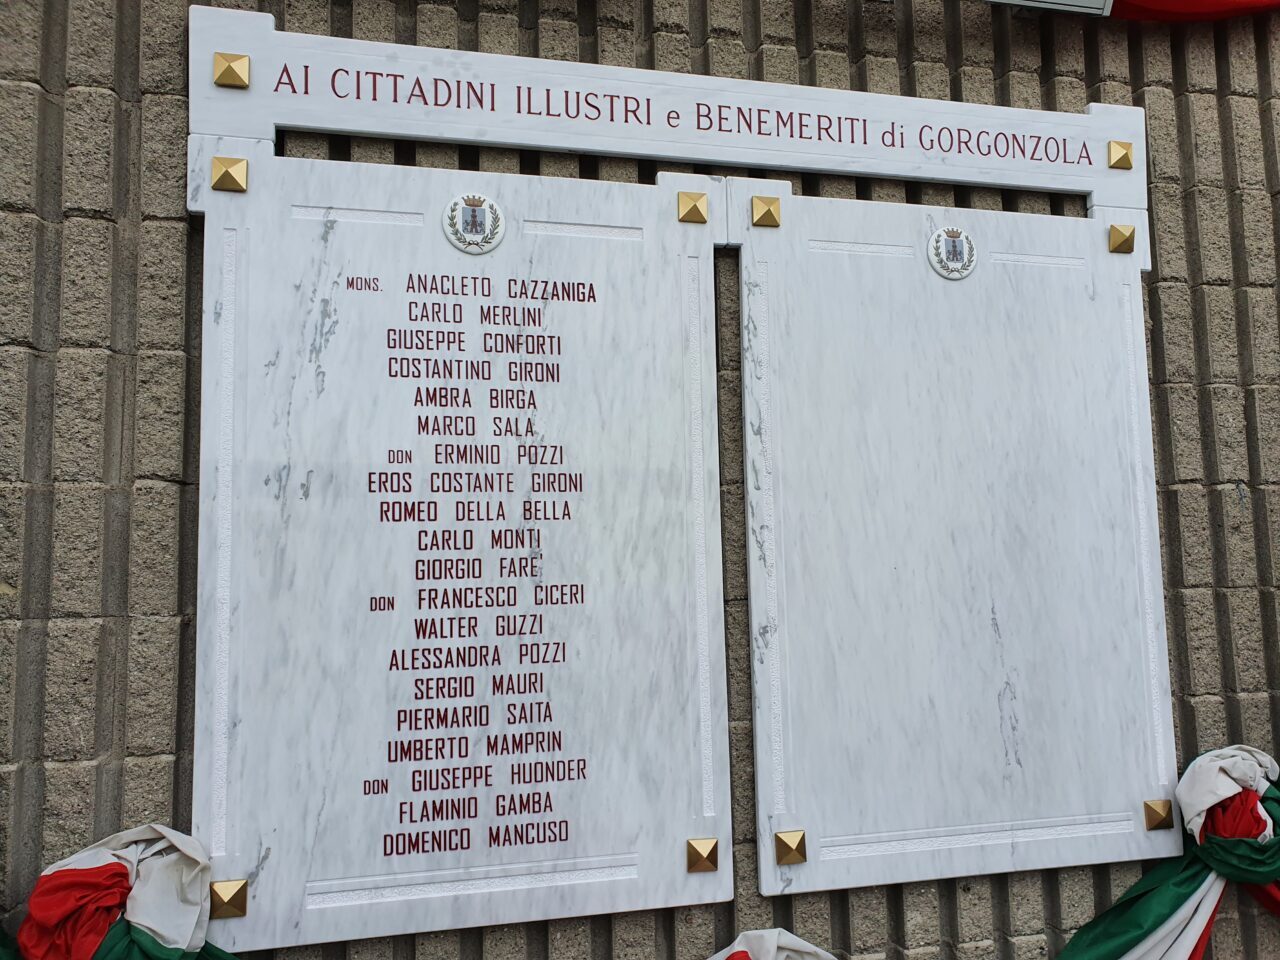 AI CITTADINI ILLUSTRI e BENEMERITI di GORGONZOLA
MONS. ANACLETO CAZZANIGA
CARLO MERLINI
GIUSEPPE CONFORTI
COSTANTINO GIRONI
AMBRA BIRGA
MARCO SALA
DON ERMINIO POZZI
EROS COSTANTE GIRONI
ROMEO DELLA BELLA
CARLO MONTI
GIORGIO FARE'
DON FRANCESCO CICERI
WALTER GUZZI
ALESSANDRA POZZI
SERGIO MAURI
PIERMARIO SAITA
UMBERTO MAMPRIN
DON GIUSEPPE HUONDER
FLAMINIO GAMBA
DOMENICO MANCUSO